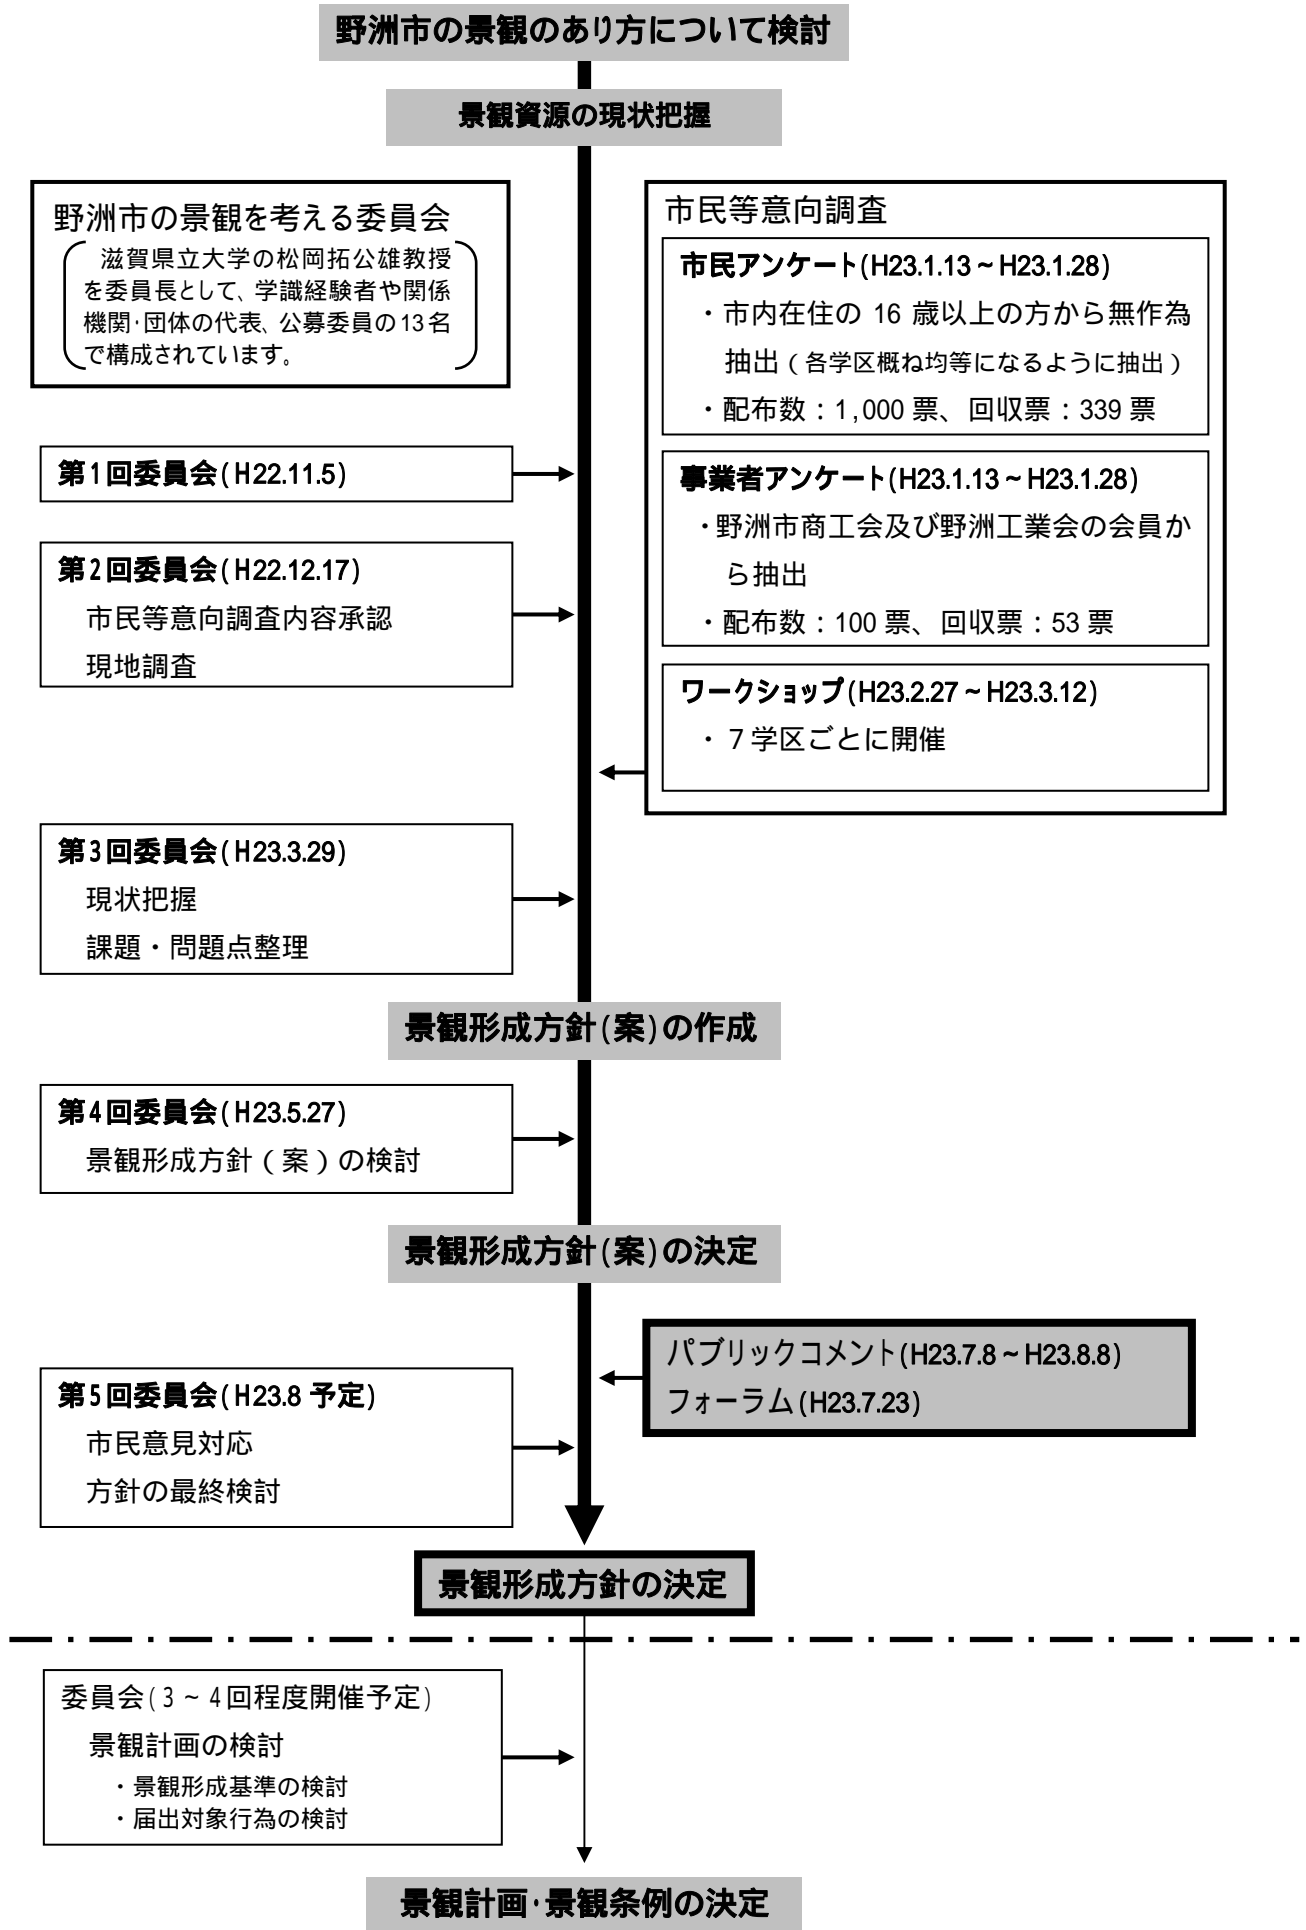 野洲市の景観のあり方について検討
景観資源の現状把握
野洲市の景観を考える委員会
滋賀県立大学の松岡拓公雄教授
を委員長として、学識経験者や関係
機関・団体の代表、公募委員の13名
で構成されています。
市民等意向調査
市民アンケート(H23.1.13～H23.1.28)
・市内在住の 16 歳以上の方から無作為
抽出（各学区概ね均等になるように抽出）
・配布数：1,000 票、回収票：339 票
事業者アンケート(H23.1.13～H23.1.28)
・野洲市商工会及び野洲工業会の会員か
ら抽出
・配布数：100 票、回収票：53 票
ワークショップ(H23.2.27～H23.3.12)
・７学区ごとに開催
第1回委員会(H22.11.5)
第2回委員会(H22.12.17)
市民等意向調査内容承認
現地調査
第3回委員会(H23.3.29)
現状把握
課題・問題点整理
景観形成方針(案)の作成
第4回委員会(H23.5.27)
景観形成方針（案）の検討
景観形成方針(案)の決定
パブリックコメント(H23.7.8～H23.8.8)
フォーラム(H23.7.23)
第5回委員会(H23.8 予定)
市民意見対応
方針の最終検討
景観形成方針の決定
委員会(3～4回程度開催予定)
景観計画の検討
・景観形成基準の検討
・届出対象行為の検討
景観計画・景観条例の決定